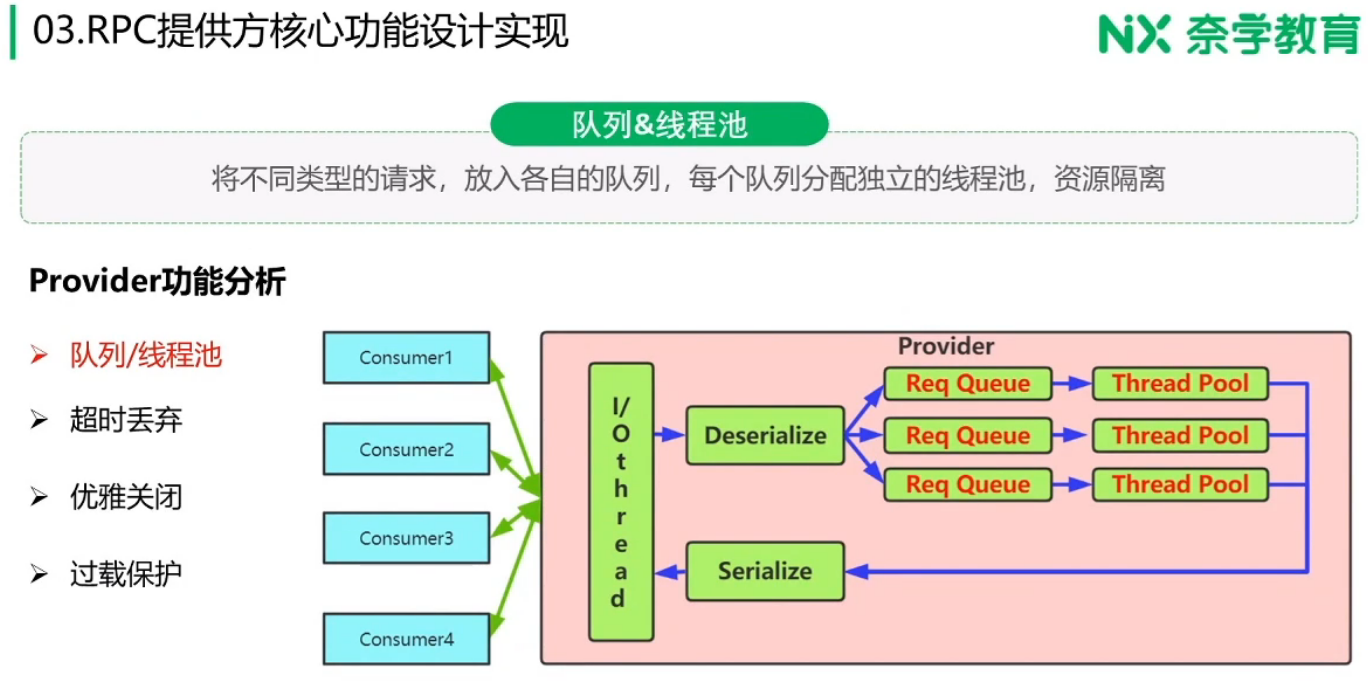 03.RPC提供方核心功能设计实现
NiX 奈学教育
队列&线程池
将不同类型的请求，放入各自的队列，每个队列分配独立的线程池，资源隔离
Provider功能分析
队列/线程池
超时丢弃
优雅关闭
过载保护
Consumer1
Consumer2
Consumer3
Consumer4
Provider
I/O thread
Deserialize
Req Queue
Thread Pool
Req Queue
Thread Pool
Req Queue
Thread Pool
Serialize